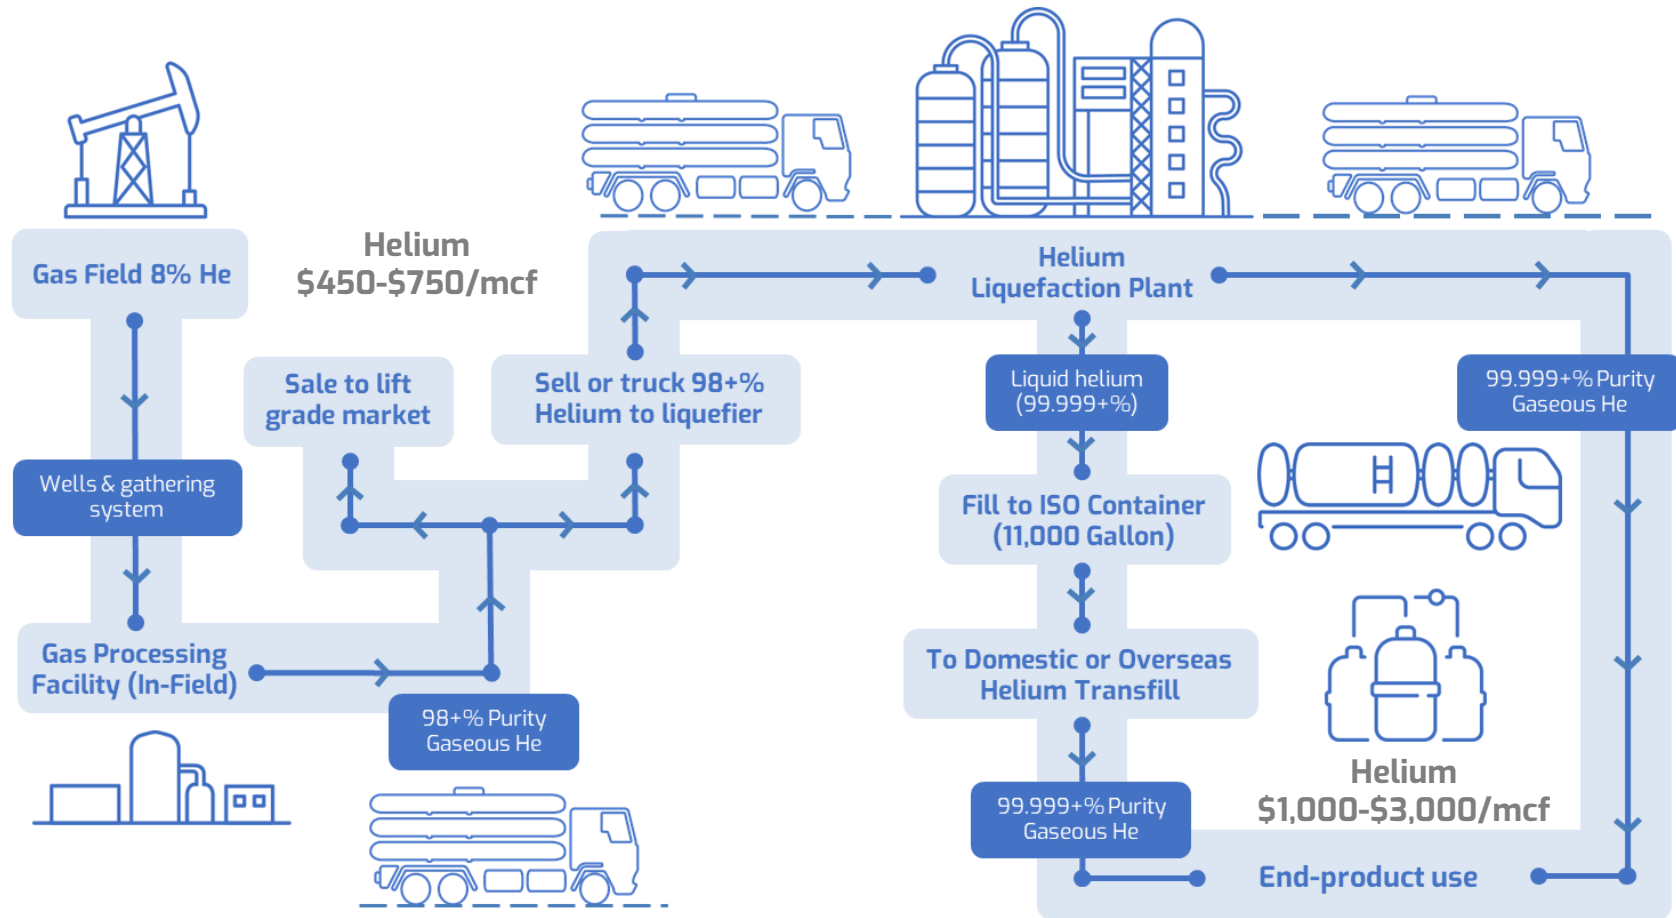 Gas Field 8% He
Helium
$450-$750/mcf
Wells & gathering
system
Gas Processing
Facility (In-Field)
98+% Purity
Gaseous He
Sale to lift
grade market
Sell or truck 98+%
Helium to liquefier
Helium
Liquefaction Plant
Liquid helium
(99.999+%)
Fill to ISO Container
(11,000 Gallon)
To Domestic or Overseas
Helium Transfill
99.999+% Purity
Gaseous He
99.999+% Purity
Gaseous He
H
Helium
$1,000-$3,000/mcf
End-product use